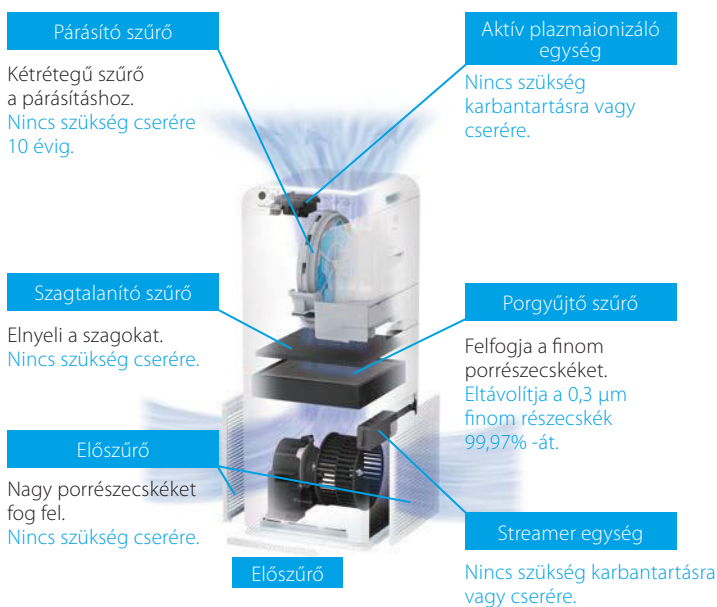 Párásító szűrő
Kétrétegű szűrő
a párásításhoz.
Nincs szükség cserére
10 évig.
Aktív plazmaionizáló
egység
Nincs szükség
karbantartásra vagy
cserére.
Szagtalanító szűrő
Elnyeli a szagokat.
Nincs szükség cserére.
Porgyűjtő szűrő
Felfogja a finom
porrészecskéket.
Eltávolítja a 0,3 µm
finom részecskék
99,97% -át.
Előszűrő
Nagy porrészecskéket
fog fel.
Nincs szükség cserére.
Előszűrő
Streamer egység
Nincs szükség karbantartásra
vagy cserére.